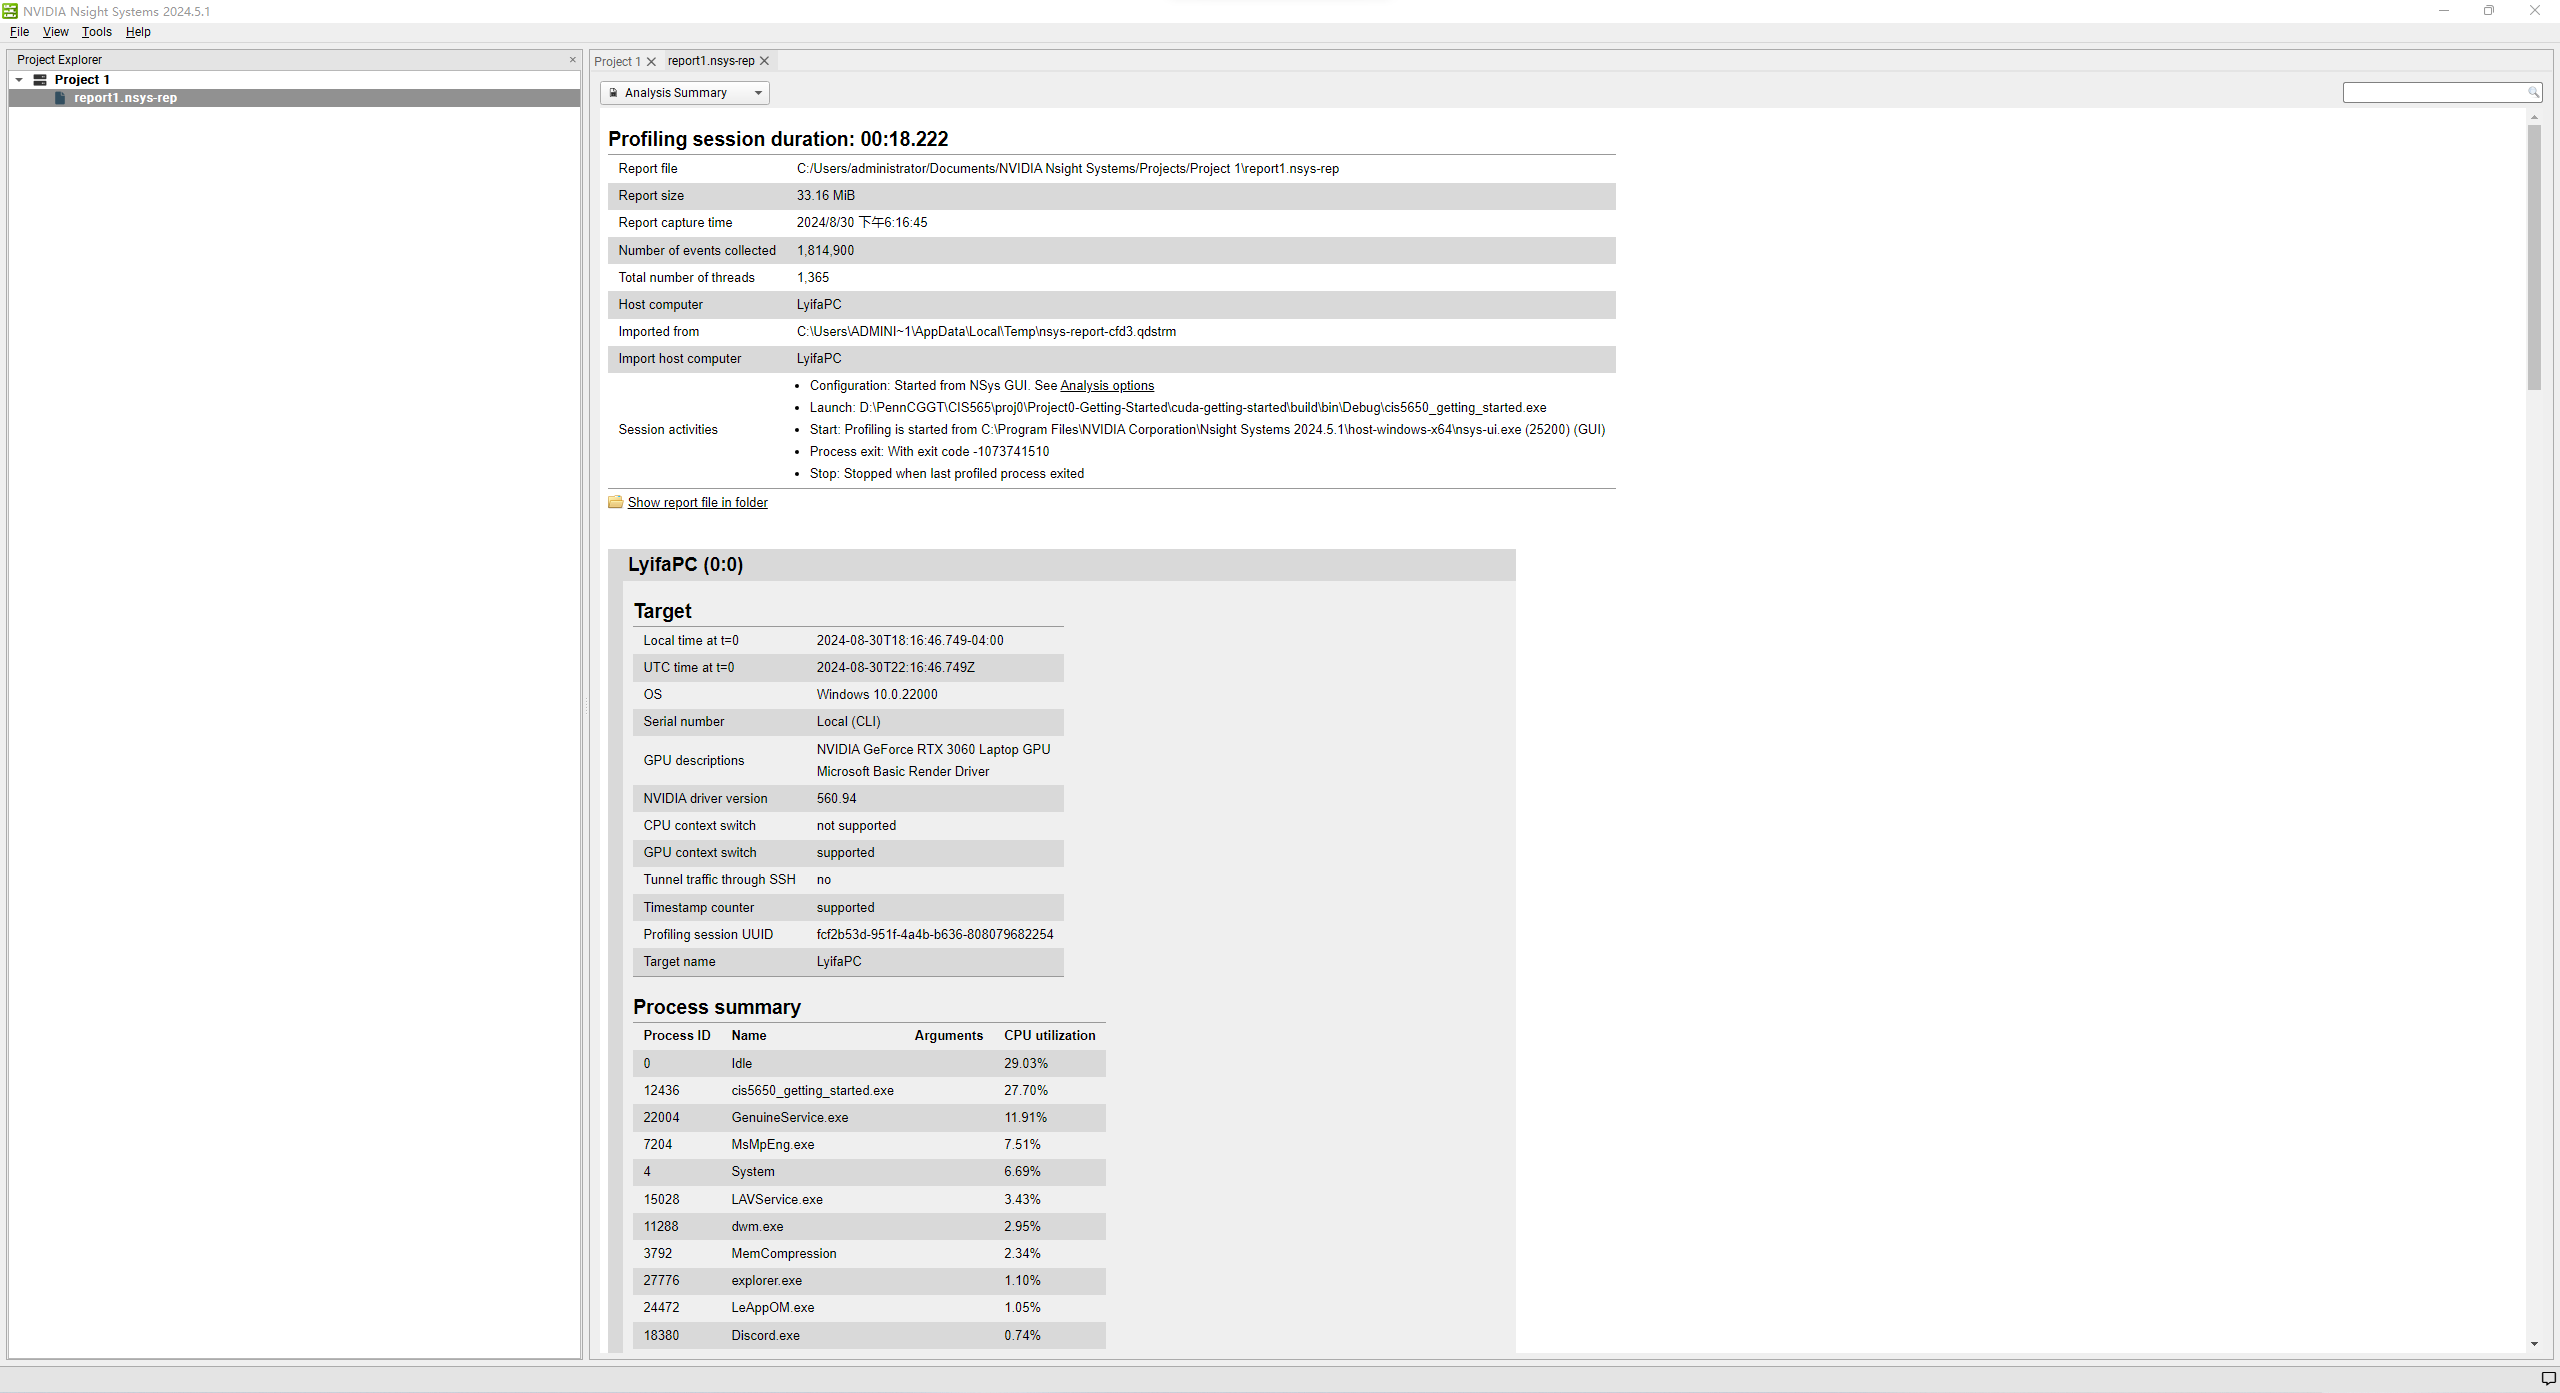 NVIDIA Nsight Systems 2024.5.1
File View Tools Help
Project Explorer
Project 1
report1.nsys-rep
Project 1 report1.nsys-rep
Analysis Summary
Profiling session duration: 00:18.222
Report file C:/Users/administrator/Documents/NVIDIA Nsight Systems/Projects/Project 1\report1.nsys-rep
Report size 33.16 MiB
Report capture time 2024/8/30 下午6:16:45
Number of events collected 1,814,900
Total number of threads 1,365
Host computer LyifaPC
Imported from C:\Users\ADMINI~1\AppData\Local\Temp\nsys-report-cfd3.qdstrm
Import host computer LyifaPC
Session activities
• Configuration: Started from NSys GUI. See Analysis options
• Launch: D:\PennCGGT\CIS565\proj0\Project0-Getting-Started\cuda-getting-started\build\bin\Debug\cis5650_getting_started.exe
• Start: Profiling is started from C:\Program Files\NVIDIA Corporation\Nsight Systems 2024.5.1\host-windows-x64\nsys-ui.exe (25200) (GUI)
• Process exit: With exit code -1073741510
• Stop: Stopped when last profiled process exited
Show report file in folder
LyifaPC (0:0)
Target
Local time at t=0 2024-08-30T18:16:46.749-04:00
UTC time at t=0 2024-08-30T22:16:46.749Z
OS Windows 10.0.22000
Serial number Local (CLI)
GPU descriptions NVIDIA GeForce RTX 3060 Laptop GPU
Microsoft Basic Render Driver
NVIDIA driver version 560.94
CPU context switch not supported
GPU context switch supported
Tunnel traffic through SSH no
Timestamp counter supported
Profiling session UUID fcf2b53d-951f-4a4b-b636-808079682254
Target name LyifaPC
Process summary
Process ID Name Arguments CPU utilization
0 Idle 29.03%
12436 cis5650_getting_started.exe 27.70%
22004 GenuineService.exe 11.91%
7204 MsMpEng.exe 7.51%
4 System 6.69%
15028 LAVService.exe 3.43%
11288 dwm.exe 2.95%
3792 MemCompression 2.34%
27776 explorer.exe 1.10%
24472 LeAppOM.exe 1.05%
18380 Discord.exe 0.74%